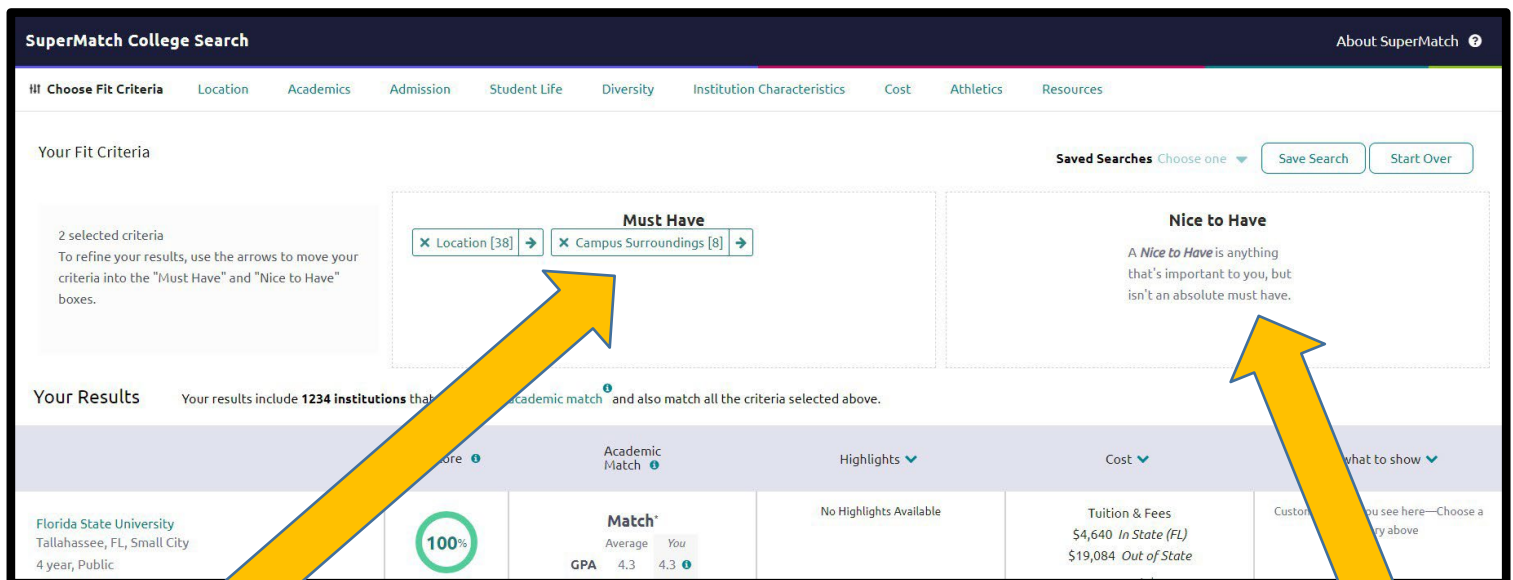 SuperMatch College Search
About SuperMatch
Choose Fit Criteria Location Academics Admission Student Life Diversity Institution Characteristics Cost Athletics Resources
Your Fit Criteria
Saved Searches Choose one Save Search Start Over
2 selected criteria
To refine your results, use the arrows to move your
criteria into the "Must Have" and "Nice to Have"
boxes.
Must Have
× Location [38] → × Campus Surroundings [8] →
Nice to Have
A Nice to Have is anything
that's important to you, but
isn't an absolute must have.
Your Results Your results include 1234 institutions academic match and also match all the criteria selected above.
Academic
Match
Highlights
Cost
what to show
Florida State University
Tallahassee, FL, Small City
4 year, Public
100%
Match*
Average You
GPA 4.3 4.3
No Highlights Available
Tuition & Fees
$4,640 In State (FL)
$19,084 Out of State
see here—Choose a
above